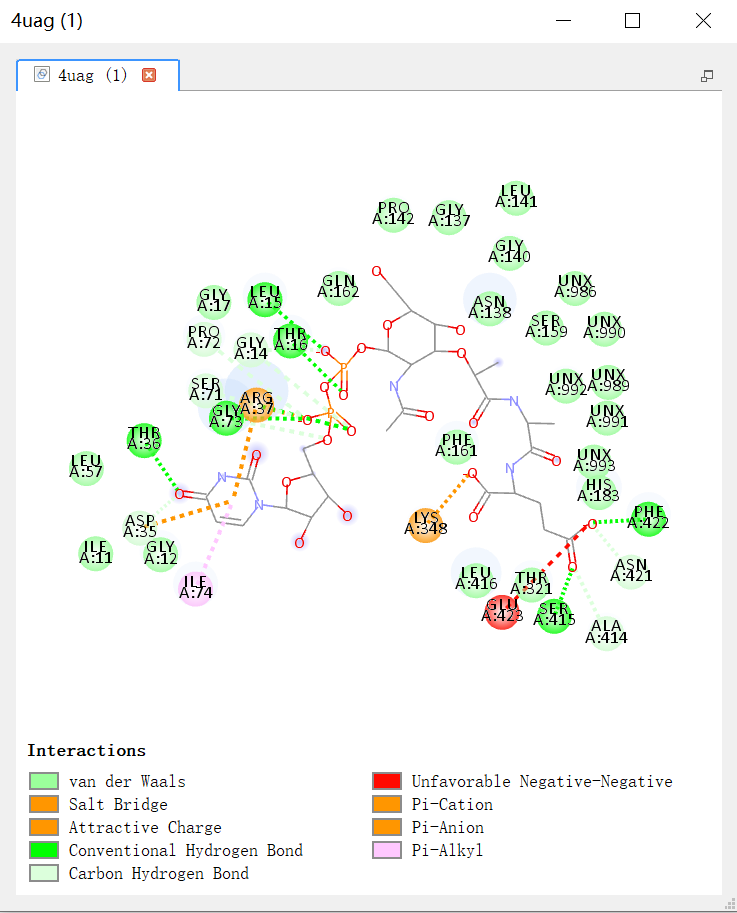 4uag (1)
4uag (1)
LEU
A:141
PRO
A:142
GLY
A:137
GLY
A:140
GLN
A:162
UNX
A:986
GLY
A:17
LEU
A:15
ASN
A:138
SER
A:159
UNX
A:990
PRO
A:72
GLY
A:14
THR
A:16
UNX
A:992
UNX
A:989
SER
A:71
ARG
A:37
GLY
A:73
UNX
A:991
THR
A:36
PHE
A:161
UNX
A:993
LEU
A:57
HIS
A:183
ASP
A:35
LYS
A:348
PHE
A:422
ILE
A:11
GLY
A:12
ILE
A:74
LEU
A:416
THR
A:321
ASN
A:421
GLU
A:423
SER
A:415
ALA
A:414
O
O
O
O
O
N
O
O
P
O
O
P
O
O
O
N
O
N
O
O
O
N
O
N
O
O
O
O
O
O
Interactions
van der Waals
Salt Bridge
Attractive Charge
Conventional Hydrogen Bond
Carbon Hydrogen Bond
Unfavorable Negative-Negative
Pi-Cation
Pi-Anion
Pi-Alkyl